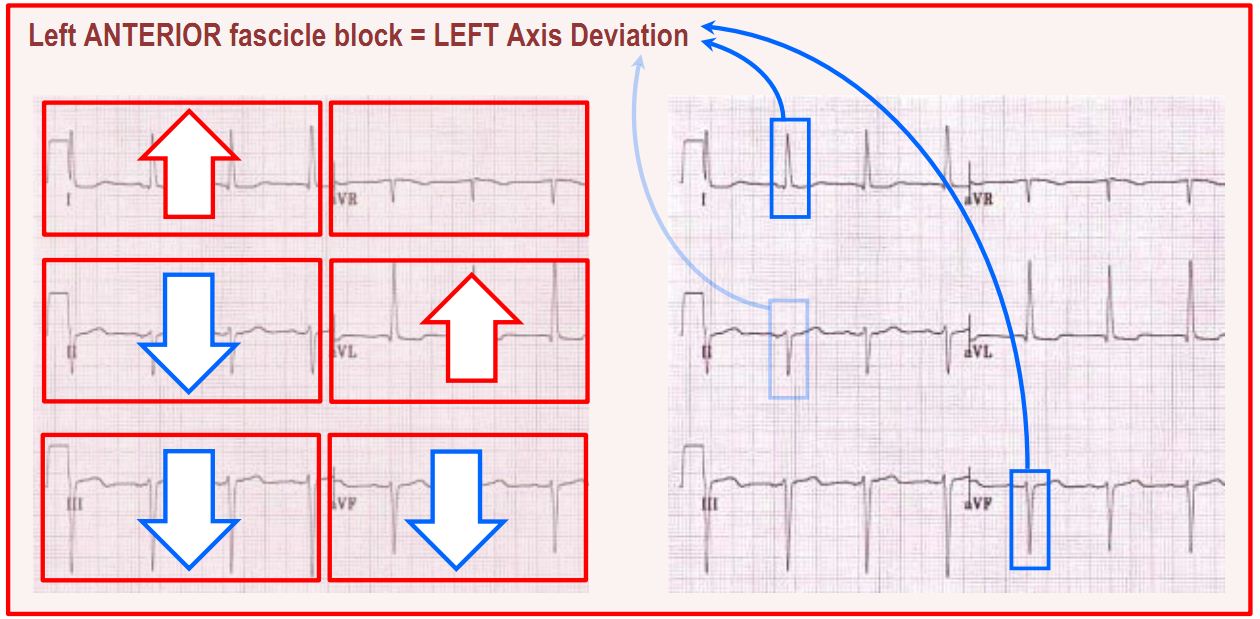 Left ANTERIOR fascicle block = LEFT Axis Deviation
I aVR
II aVL
III aVF
I aVR
II aVL
III aVF